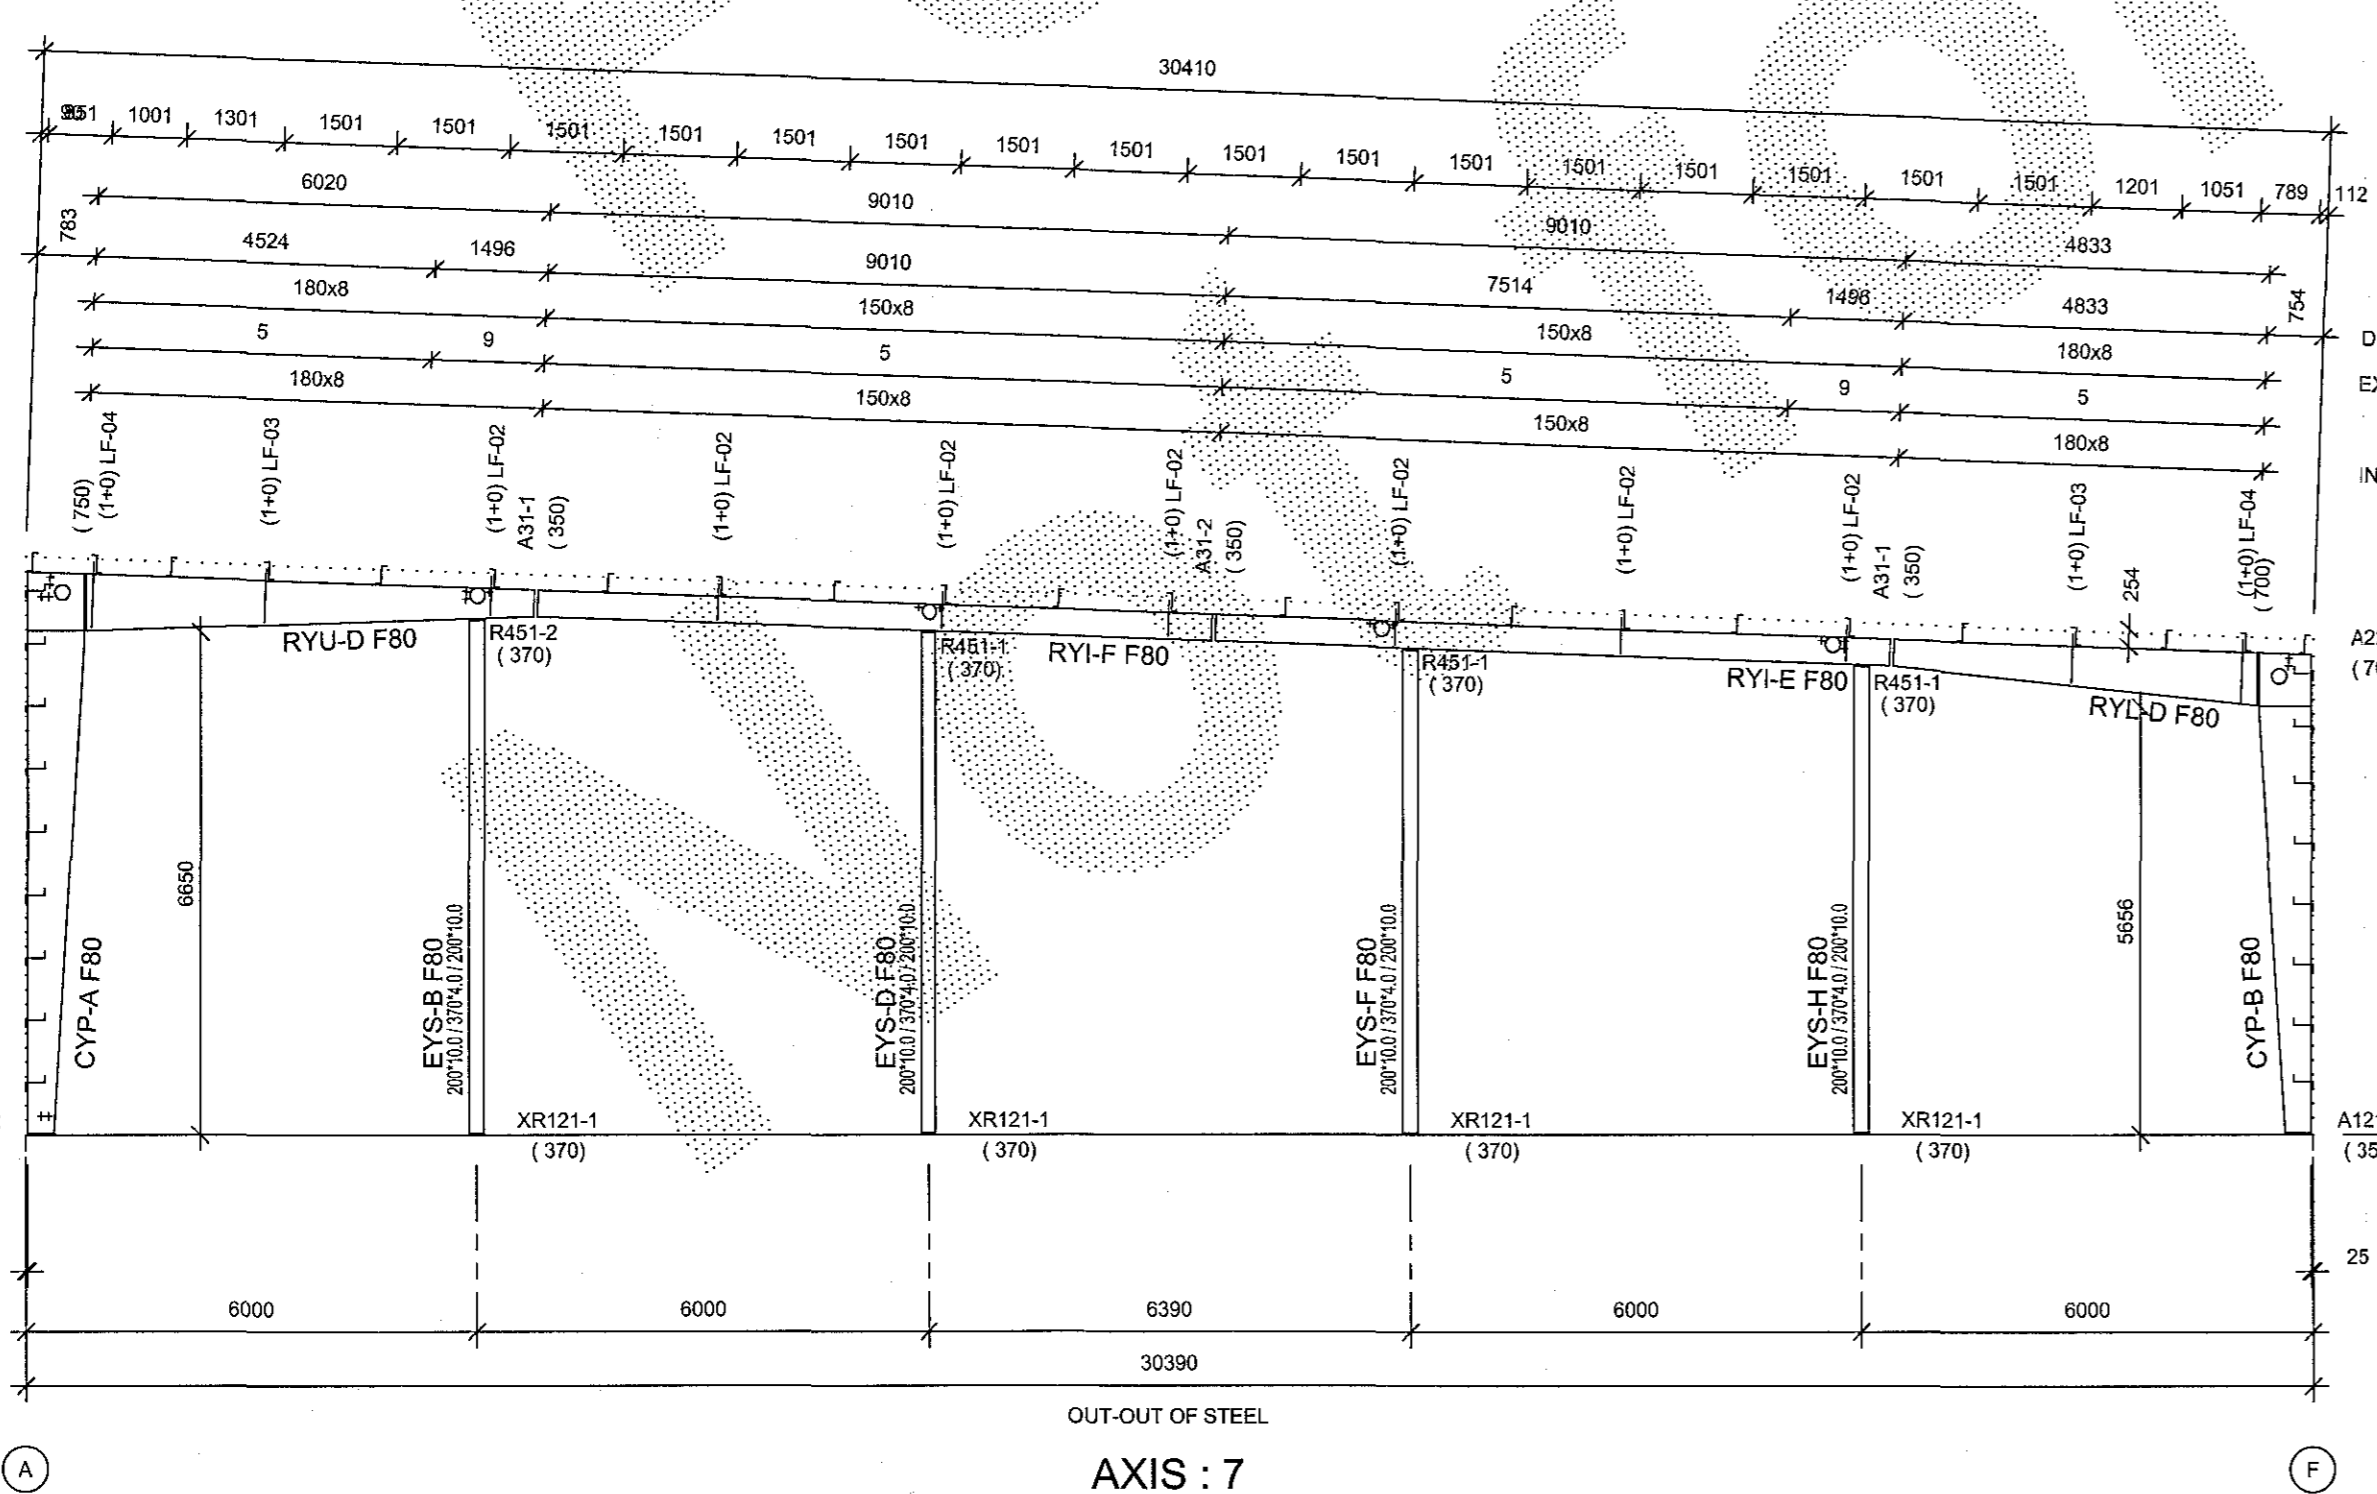 30410
1001 1301 1501 1501 1501 1501 1501 1501 1501 1501 1501 1501 1501 1501 1501 1501 1501 1501 1201 1051 789 112
6020 9010 9010 4833
783 4524 1496 9010 7514 1496 4833 754
180x8 150x8 150x8 180x8
5 9 5 5 9 5
180x8 150x8 150x8 180x8
D
EX
IN
( 750)
(1+0) LF-04
(1+0) LF-03
(1+0) LF-02
A31-1
( 350)
(1+0) LF-02
(1+0) LF-02
(1+0) LF-02
A31-2
( 350)
(1+0) LF-02
(1+0) LF-02
(1+0) LF-02
A31-1
( 350)
(1+0) LF-03
254
(1+0) LF-04
( 700)
RYU-D F80
R451-2
( 370)
R451-1
( 370)
RYI-F F80
R451-1
( 370)
RYI-E F80
R451-1
( 370)
RYL-D F80
6650
5656
CYP-A F80
EYS-B F80
200*10.0 / 370*4.0 / 200*10.0
EYS-D F80
200*10.0 / 370*4.0 / 200*10.0
EYS-F F80
200*10.0 / 370*4.0 / 200*10.0
EYS-H F80
200*10.0 / 370*4.0 / 200*10.0
CYP-B F80
XR121-1 XR121-1 XR121-1 XR121-1
( 370) ( 370) ( 370) ( 370)
25
6000 6000 6390 6000 6000
30390
OUT-OUT OF STEEL
A AXIS : 7 F